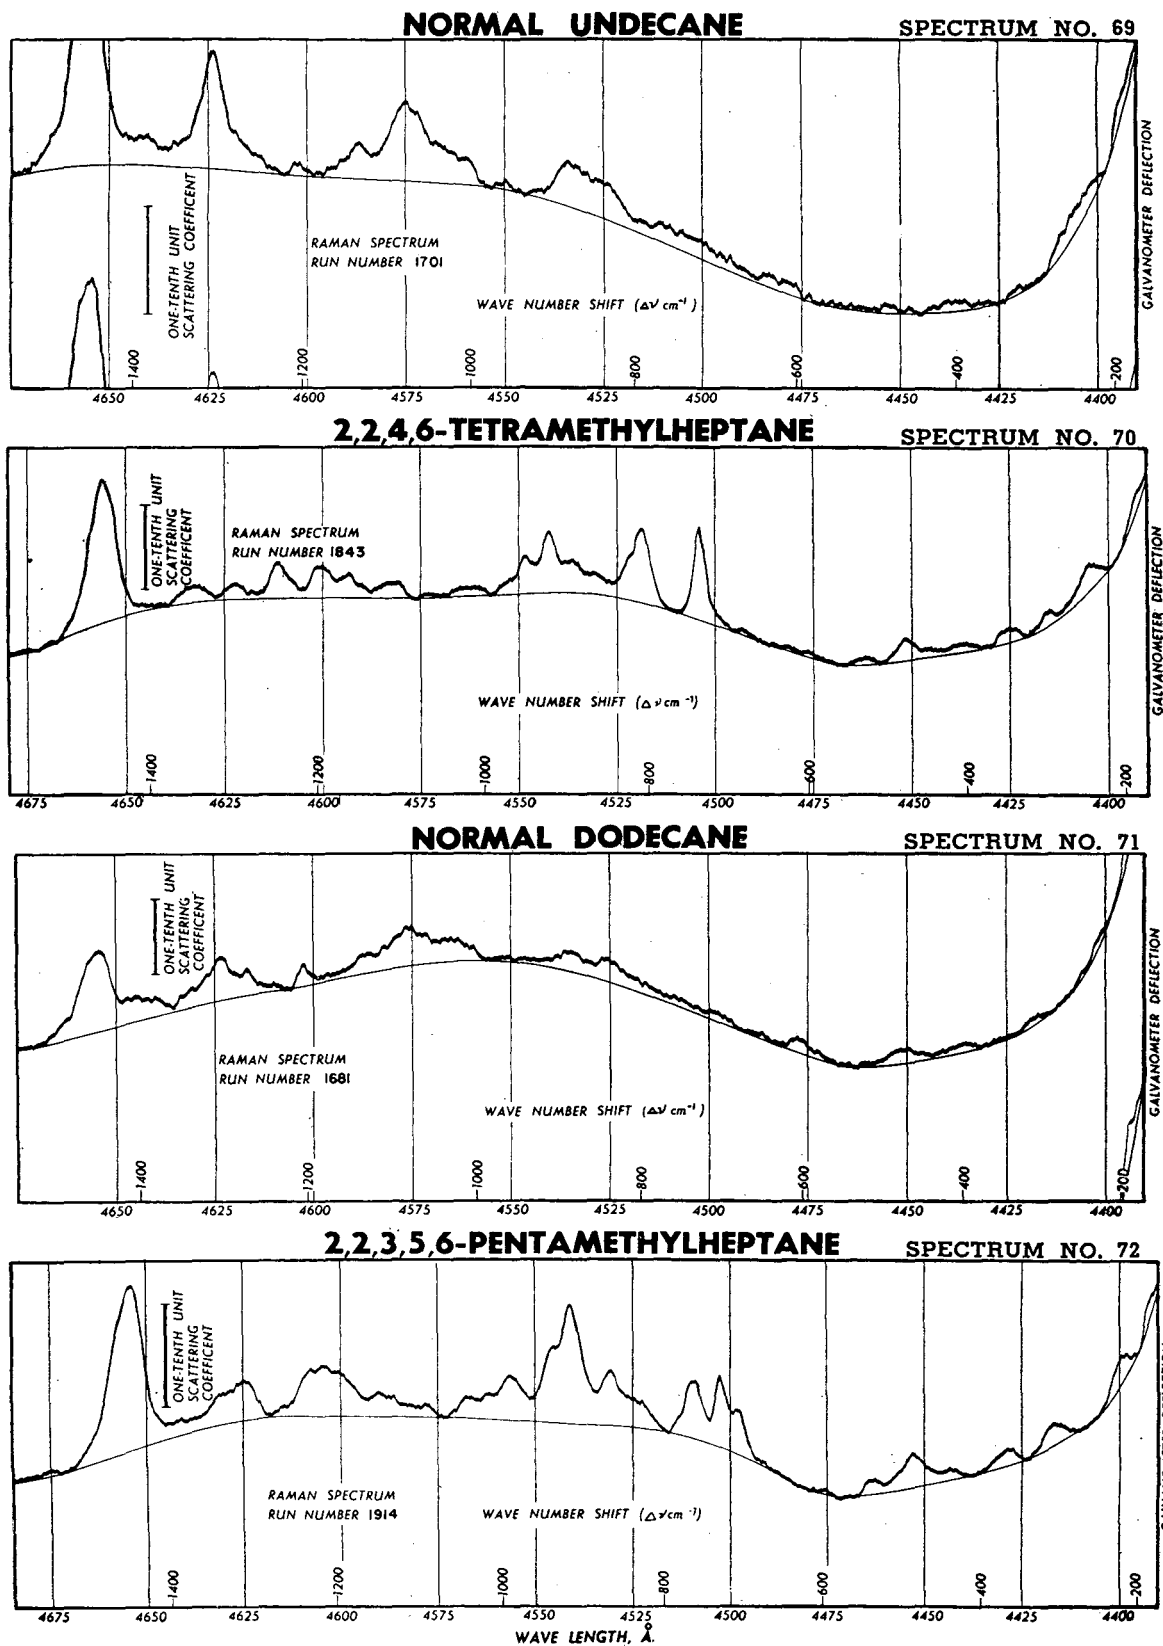 NORMAL UNDECANE SPECTRUM NO. 69
ONE-TENTH UNIT
SCATTERING COEFFICENT
RAMAN SPECTRUM
RUN NUMBER 1701
WAVE NUMBER SHIFT (Δν cm⁻¹)
GALVANOMETER DEFLECTION
1400 1200 1000 800 600 400 200
4650 4625 4600 4575 4550 4525 4500 4475 4450 4425 4400
2,2,4,6-TETRAMETHYLHEPTANE SPECTRUM NO. 70
ONE-TENTH UNIT
SCATTERING
COEFFICENT
RAMAN SPECTRUM
RUN NUMBER 1843
WAVE NUMBER SHIFT (Δν cm⁻¹)
GALVANOMETER DEFLECTION
1400 1200 1000 800 600 400 200
4675 4650 4625 4600 4575 4550 4525 4500 4475 4450 4425 4400
NORMAL DODECANE SPECTRUM NO. 71
ONE-TENTH UNIT
SCATTERING
COEFFICENT
RAMAN SPECTRUM
RUN NUMBER 1681
WAVE NUMBER SHIFT (Δν cm⁻¹)
GALVANOMETER DEFLECTION
1400 1200 1000 800 600 400 200
4650 4625 4600 4575 4550 4525 4500 4475 4450 4425 4400
2,2,3,5,6-PENTAMETHYLHEPTANE SPECTRUM NO. 72
ONE-TENTH UNIT
SCATTERING
COEFFICENT
RAMAN SPECTRUM
RUN NUMBER 1914
WAVE NUMBER SHIFT (Δν cm⁻¹)
1400 1200 1000 800 600 400 200
4675 4650 4625 4600 4575 4550 4525 4500 4475 4450 4425 4400
WAVE LENGTH, Å.